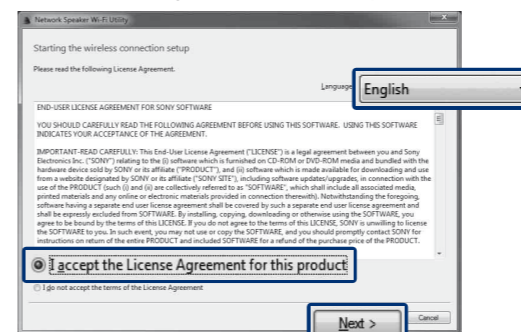 Network Speaker Wi-Fi Utility
Starting the wireless connection setup
Please read the following License Agreement.
Language
English
END-USER LICENSE AGREEMENT FOR SONY SOFTWARE
YOU SHOULD CAREFULLY READ THE FOLLOWING AGREEMENT BEFORE USING THIS SOFTWARE. USING THIS SOFTWARE
INDICATES YOUR ACCEPTANCE OF THE AGREEMENT.
IMPORTANT-READ CAREFULLY: This End-User License Agreement ("LICENSE") is a legal agreement between you and Sony
Electronics Inc. ("SONY") relating to the (i) software which is furnished on CD-ROM or DVD-ROM media and bundled with the
hardware device sold by SONY or its affiliate ("PRODUCT"), and (ii) software which is made available for downloading and use
from a website designated by SONY or its affiliate ("SONY SITE"), including software updates/upgrades, in connection with the
use of the PRODUCT (such (i) and (ii) are collectively referred to as "SOFTWARE", which shall include all associated media,
printed materials and any online or electronic materials provided in connection therewith). Notwithstanding the foregoing,
software having a separate end user license agreement shall be covered by such a separate end user license agreement and
shall be expressly excluded from SOFTWARE. By installing, copying, downloading or otherwise using the SOFTWARE, you
agree to be bound by the terms of this LICENSE. If you do not agree to the terms of this LICENSE, SONY is unwilling to license
the SOFTWARE to you. In such event, you may not use or copy the SOFTWARE, and you should promptly contact SONY for
instructions on return of the entire PRODUCT and included SOFTWARE for a refund of the purchase price of the PRODUCT.
I accept the License Agreement for this product
I do not accept the terms of the License Agreement
Next >
Cancel